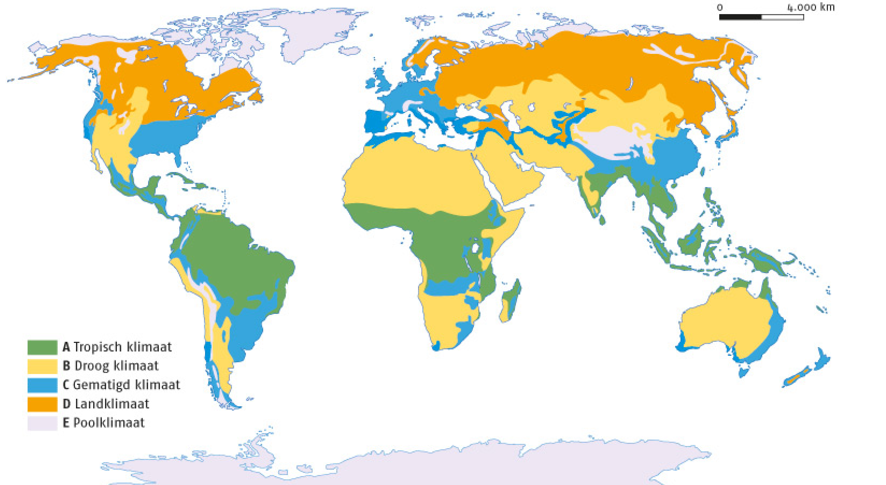 0 4.000 km
A Tropisch klimaat
B Droog klimaat
C Gematigd klimaat
D Landklimaat
E Poolklimaat